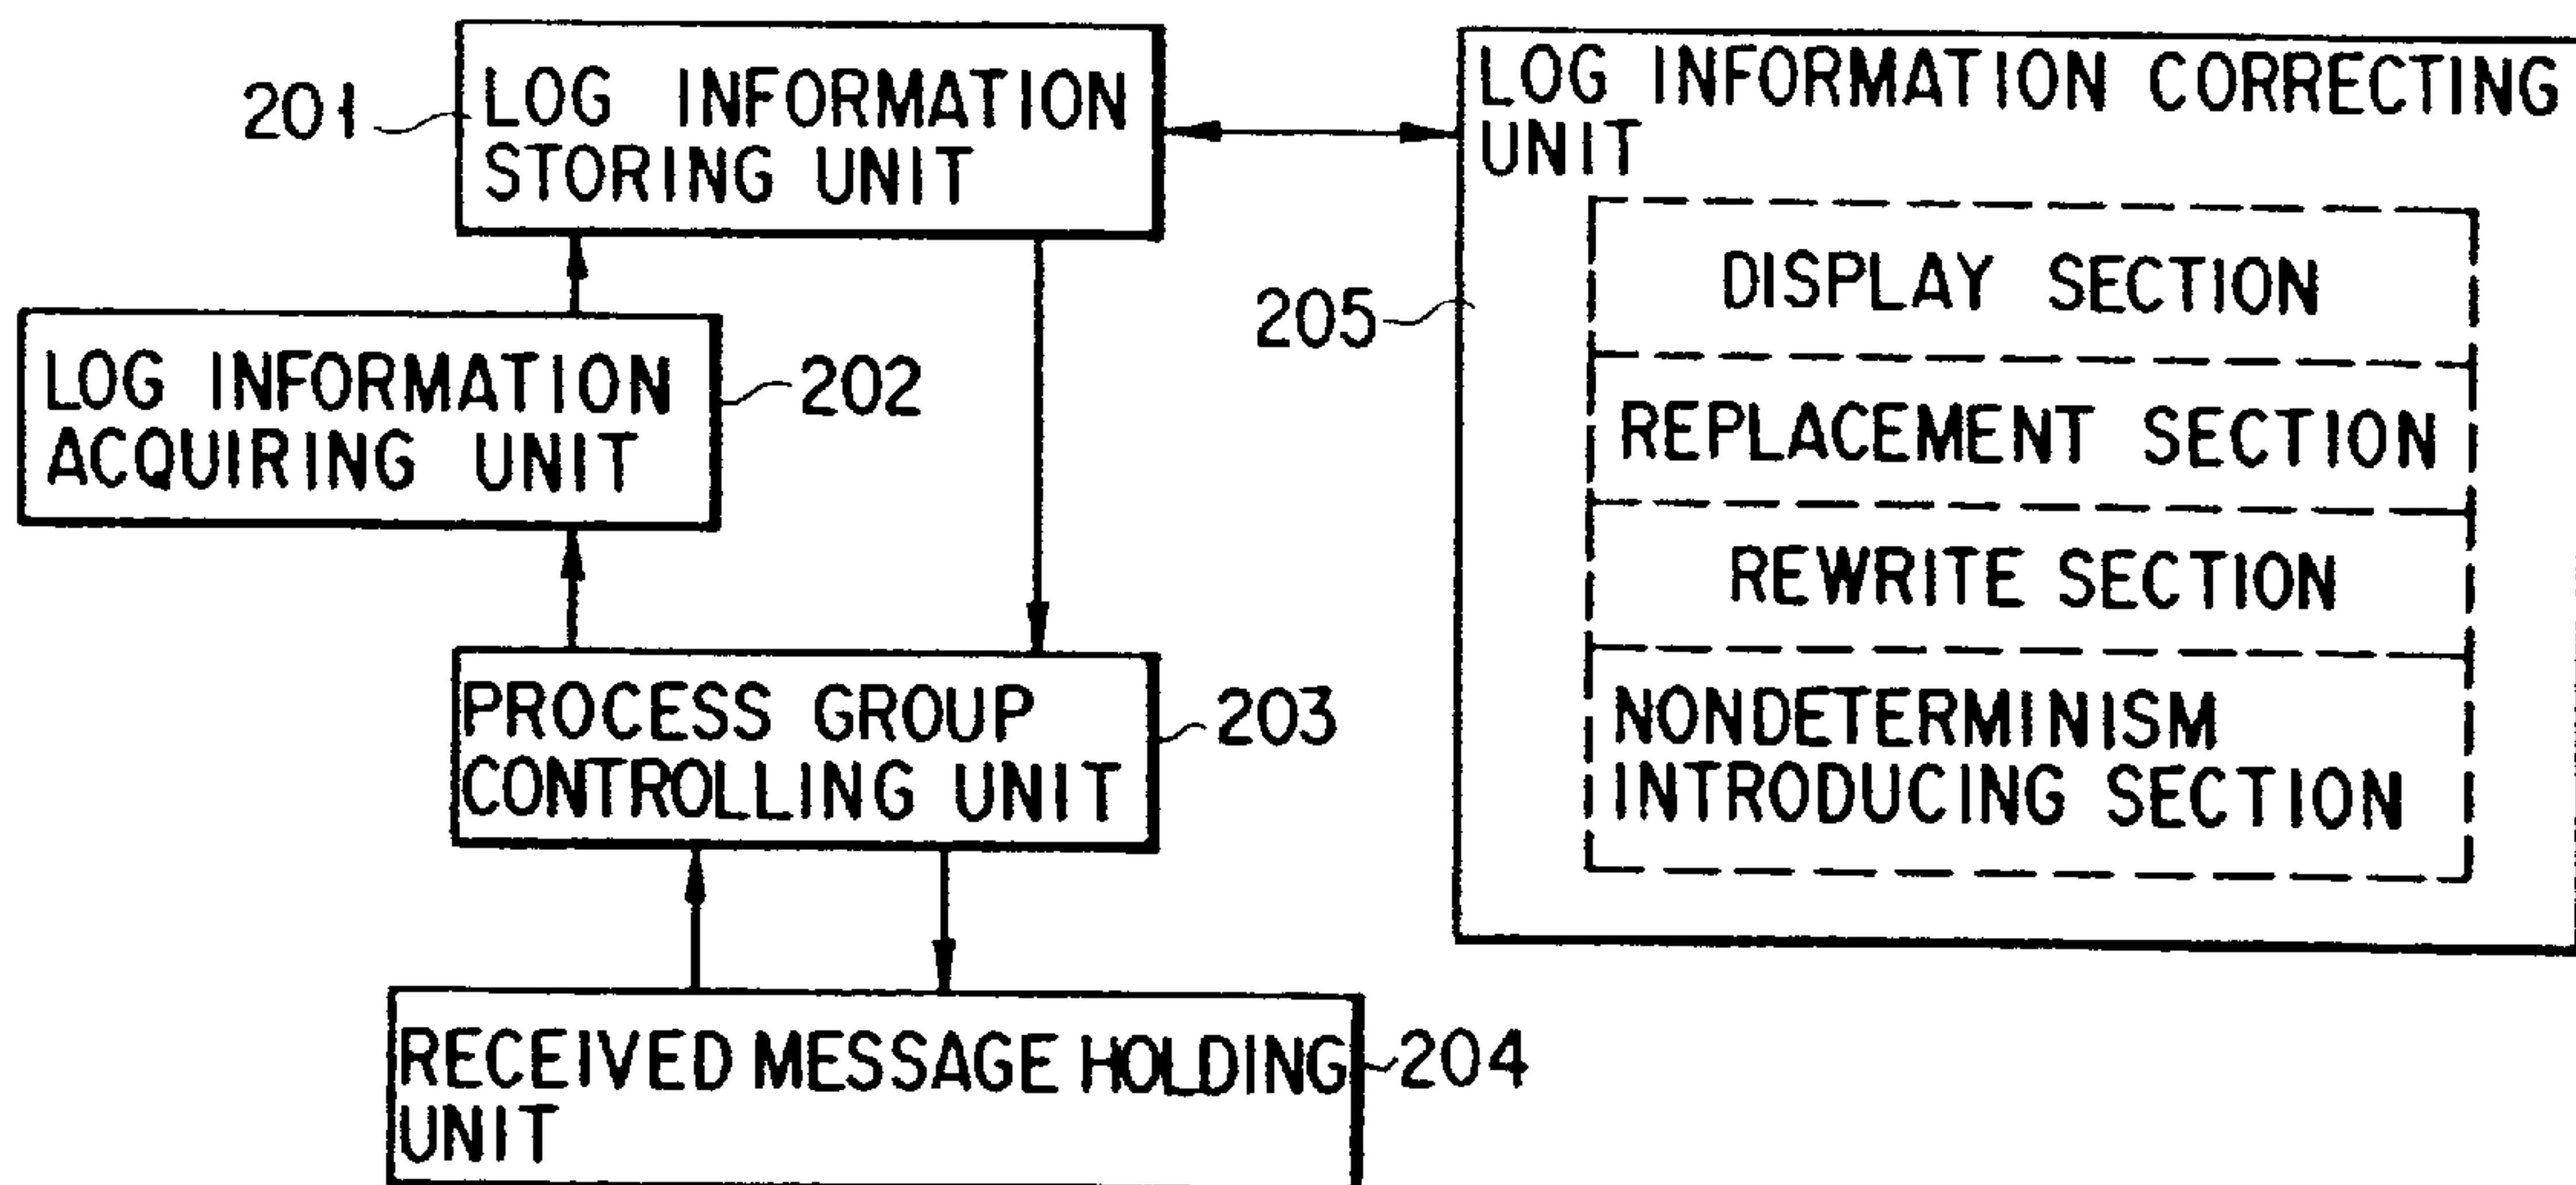 201
LOG INFORMATION
STORING UNIT
LOG INFORMATION
ACQUIRING UNIT
202
PROCESS GROUP
CONTROLLING UNIT
203
RECEIVED MESSAGE HOLDING
UNIT
204
LOG INFORMATION CORRECTING
UNIT
205
DISPLAY SECTION
REPLACEMENT SECTION
REWRITE SECTION
NONDETERMINISM
INTRODUCING SECTION